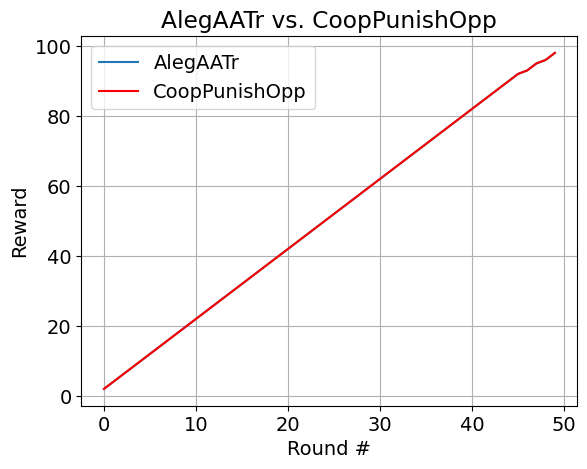 AlegAATr vs. CoopPunishOpp
AlegAATr
CoopPunishOpp
100
80
60
40
20
0
Reward
0 10 20 30 40 50
Round #